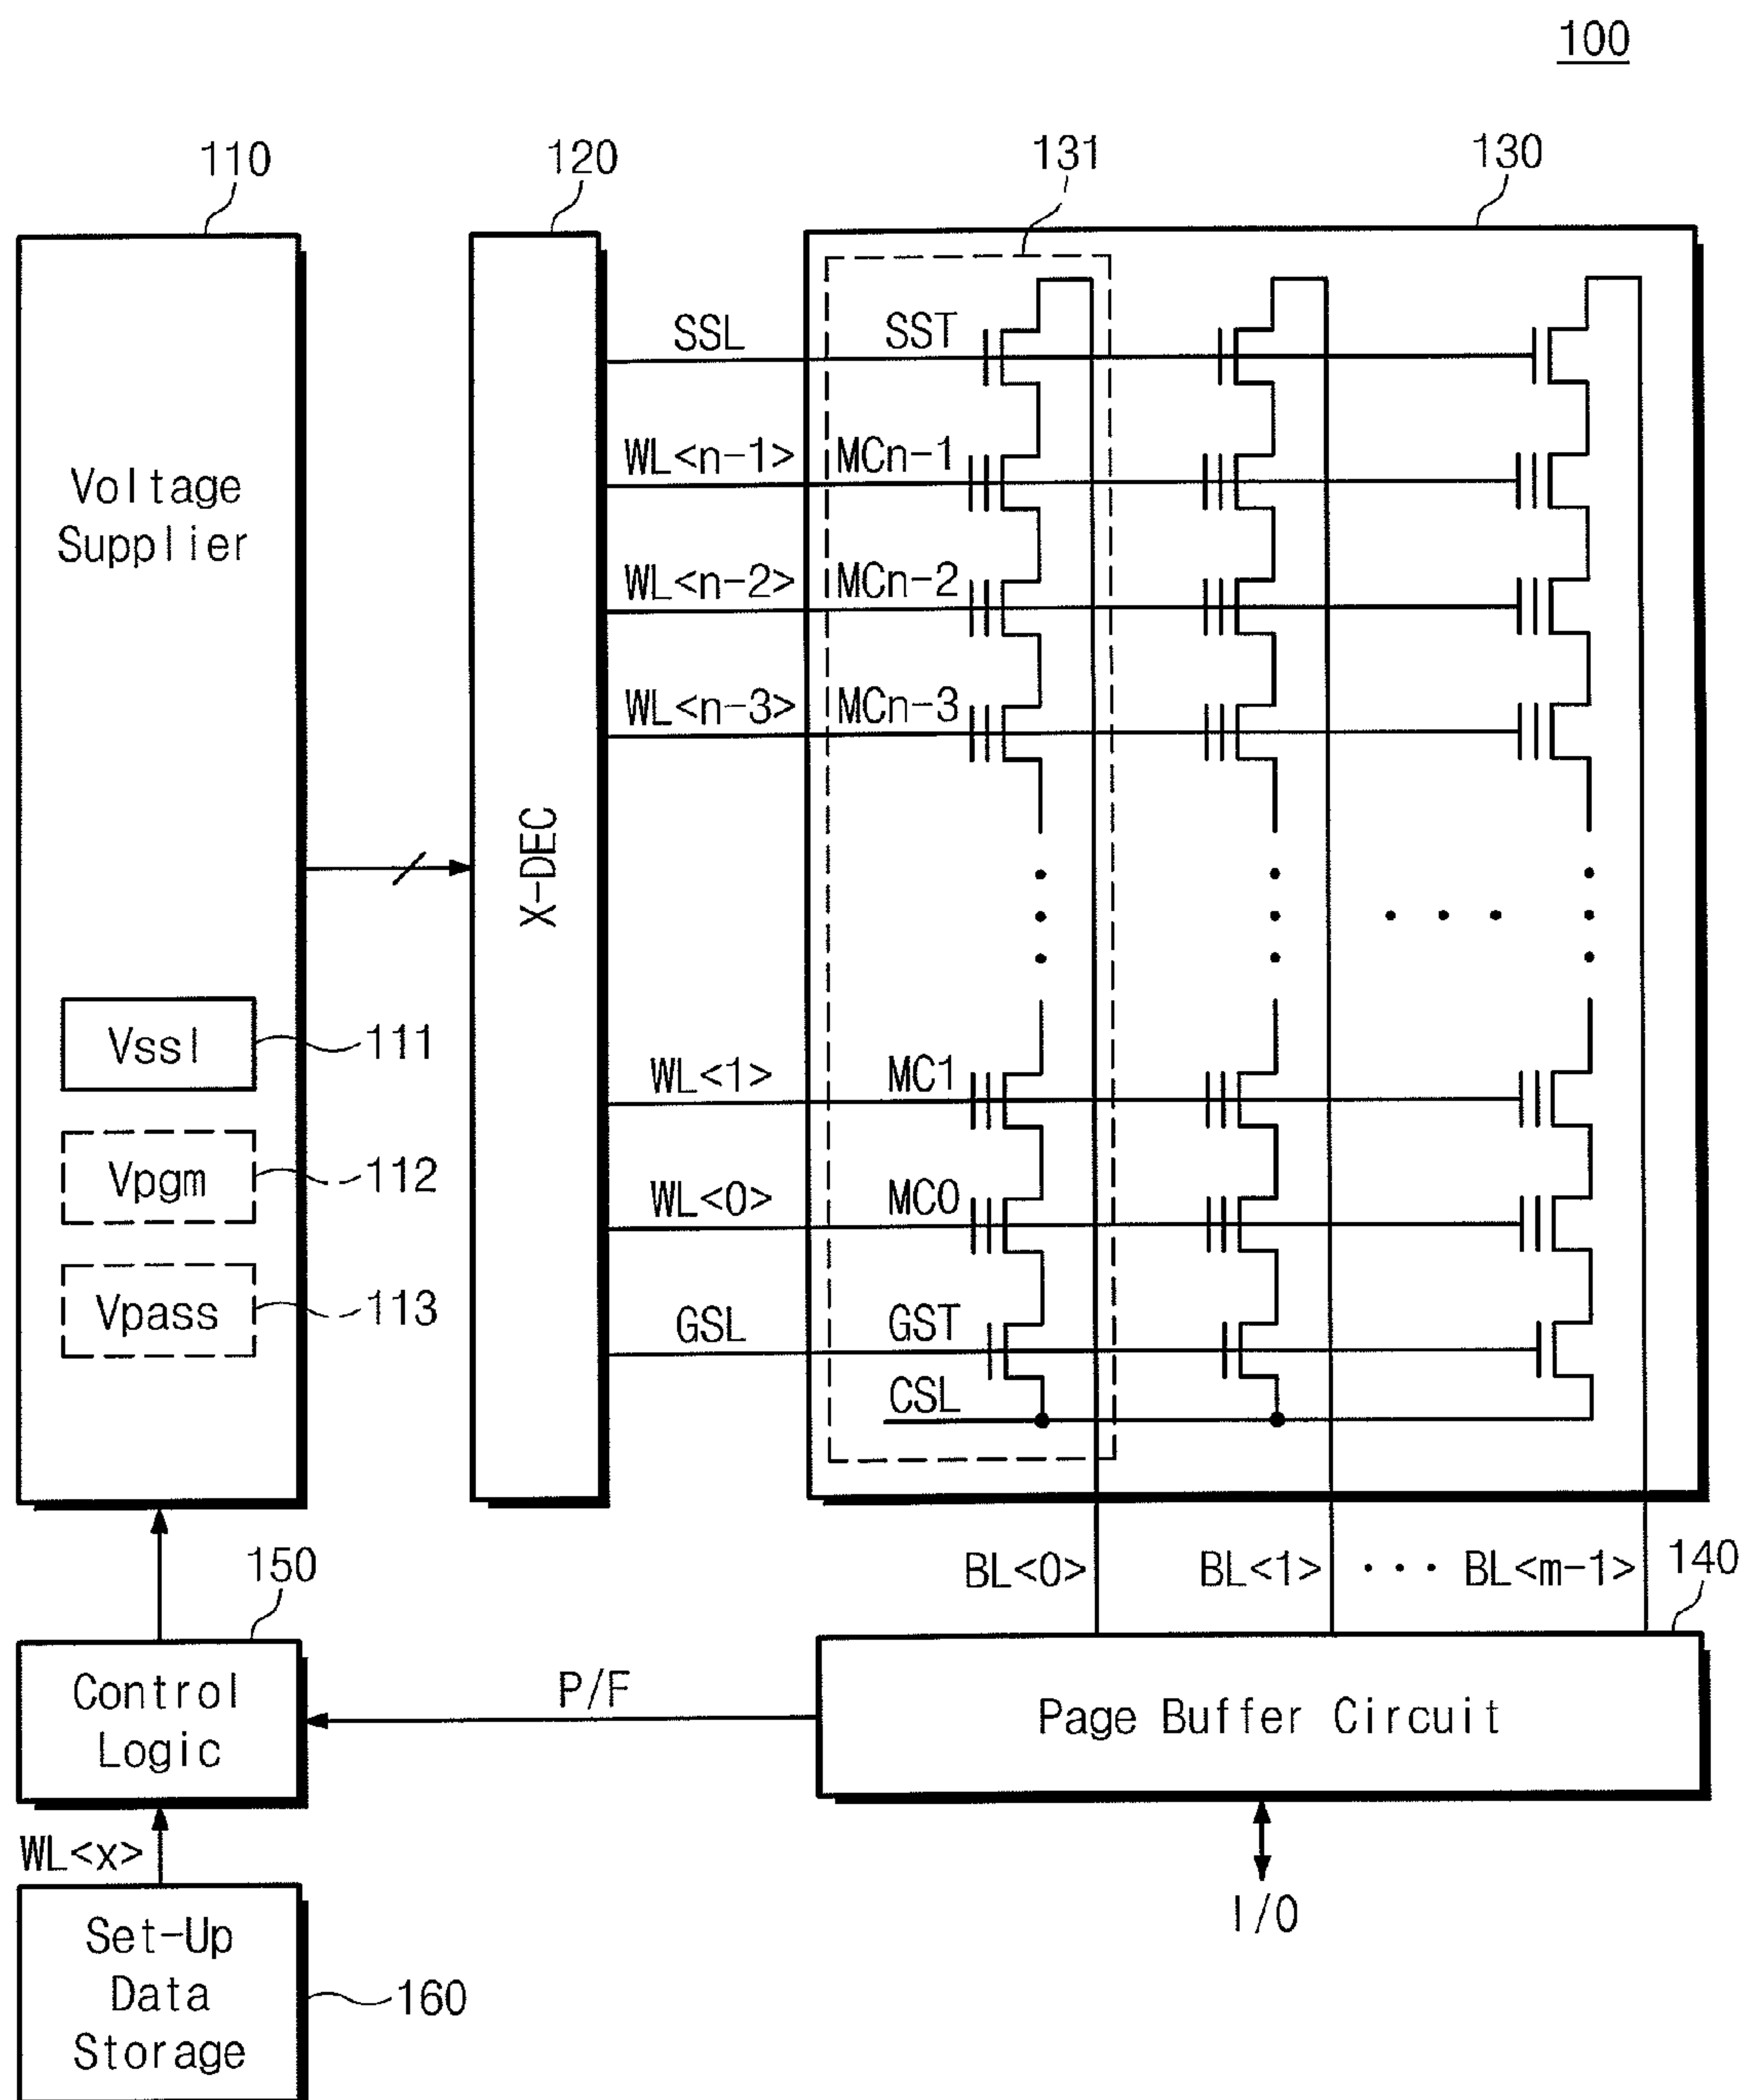 100
110
120
131
130
SSL
SST
WL<n-1>
MCn-1
Voltage
Supplier
WL<n-2>
MCn-2
WL<n-3>
MCn-3
X-DEC
Vssl
111
WL<1>
MC1
Vpgm
112
WL<0>
MC0
Vpass
113
GSL
GST
CSL
150
BL<0>
BL<1>
BL<m-1>
140
Control
Logic
P/F
Page Buffer Circuit
WL<x>
I/O
Set-Up
Data
Storage
160